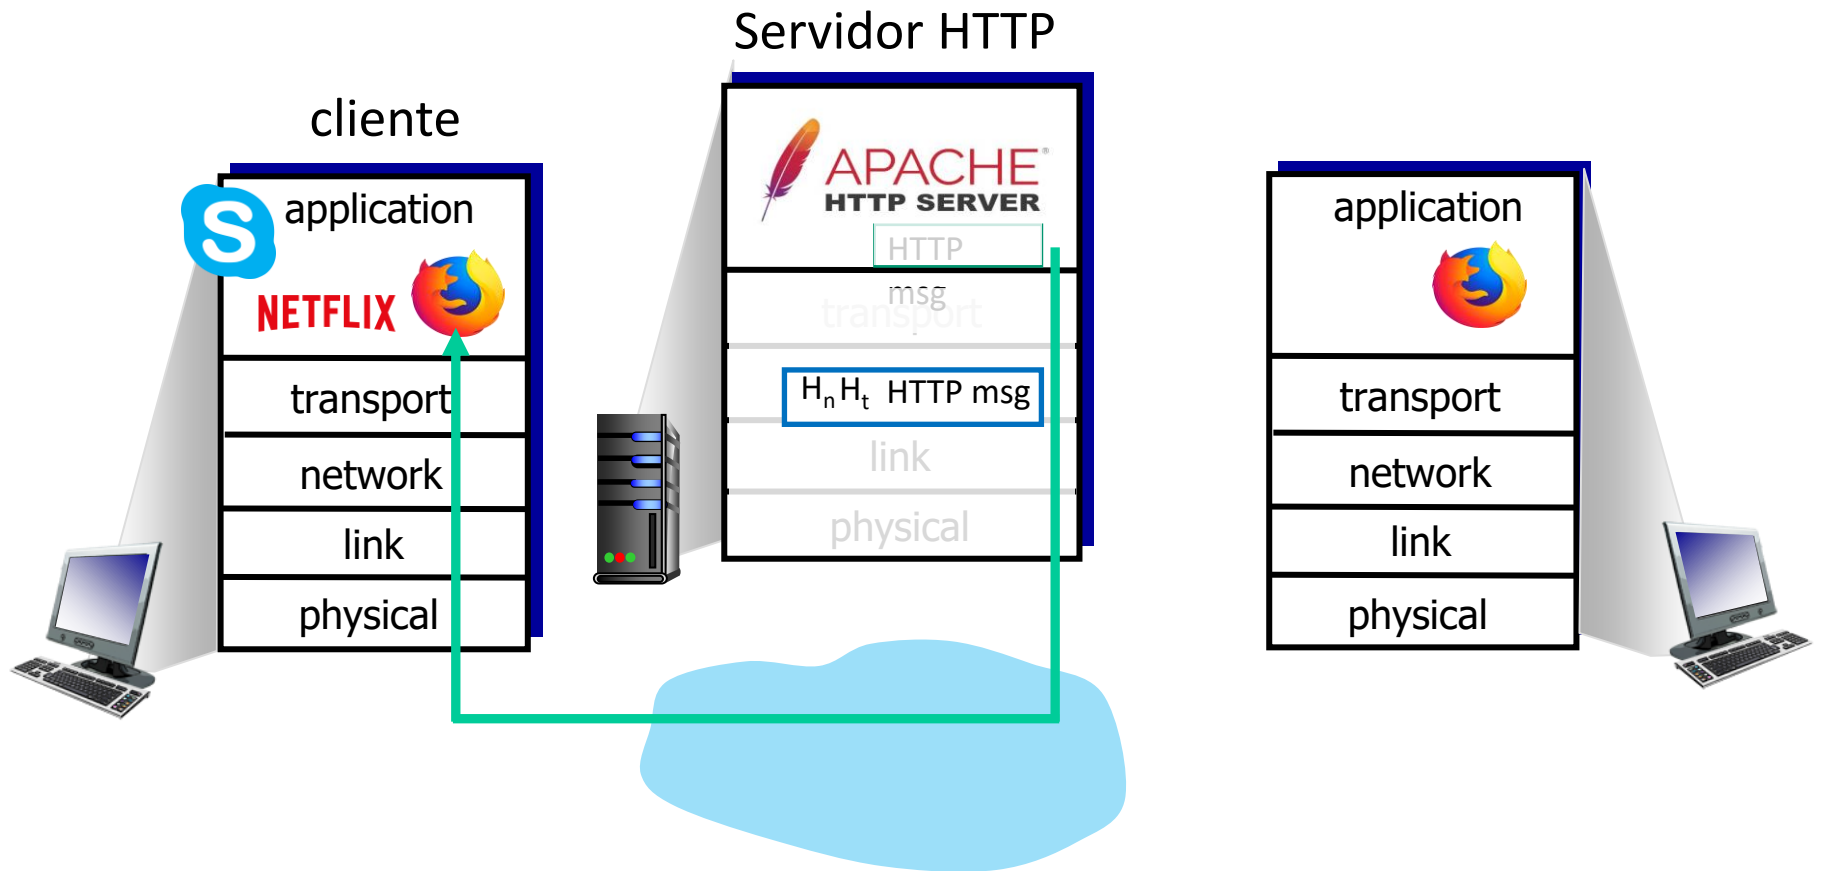 Servidor HTTP
cliente
S
application
NETFLIX
transport
network
link
physical
APACHE®
HTTP SERVER
HTTP
msg
transport
Hn Ht HTTP msg
link
physical
application
transport
network
link
physical